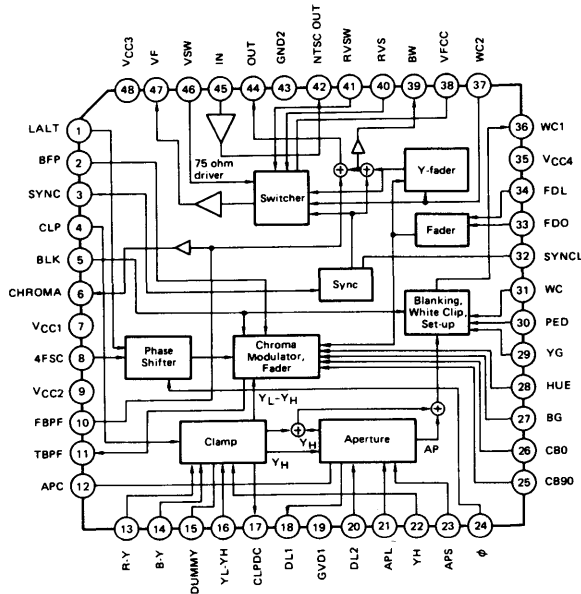 VCC3
VF
VSW
IN
OUT
GND2
NTSC OUT
RVSW
RVS
BW
VFCC
WC2
48 47 46 45 44 43 42 41 40 39 38 37
LALT 1
BFP 2
SYNC 3
CLP 4
BLK 5
CHROMA 6
VCC1 7
4FSC 8
VCC2 9
FBPF 10
TBPF 11
APC 12
36 WC1
35 VCC4
34 FDL
33 FDO
32 SYNCL
31 WC
30 PED
29 YG
28 HUE
27 BG
26 CB0
25 CB90
75 ohm
driver
Switcher
Y-fader
Fader
Sync
Blanking,
White Clip,
Set-up
Phase
Shifter
Chroma
Modulator,
Fader
YL-YH
Clamp
YH
YH
Aperture
AP
13 14 15 16 17 18 19 20 21 22 23 24
R-Y
B-Y
DUMMY
YL-YH
CLPDC
DL1
GVD1
DL2
APL
YH
APS
φ